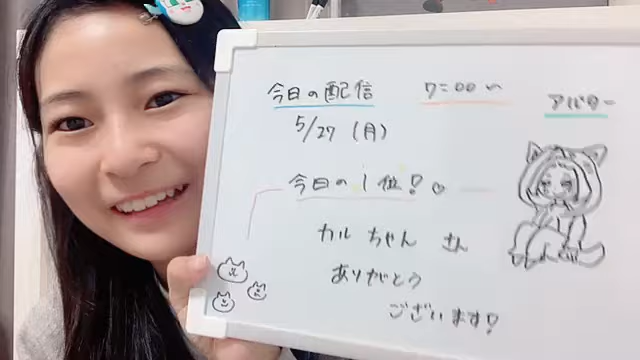 今日の配信 7:00〜 アバター
5/27 (月)
今日の1位!♡
カルちゃん さん
ありがとう
ございます!